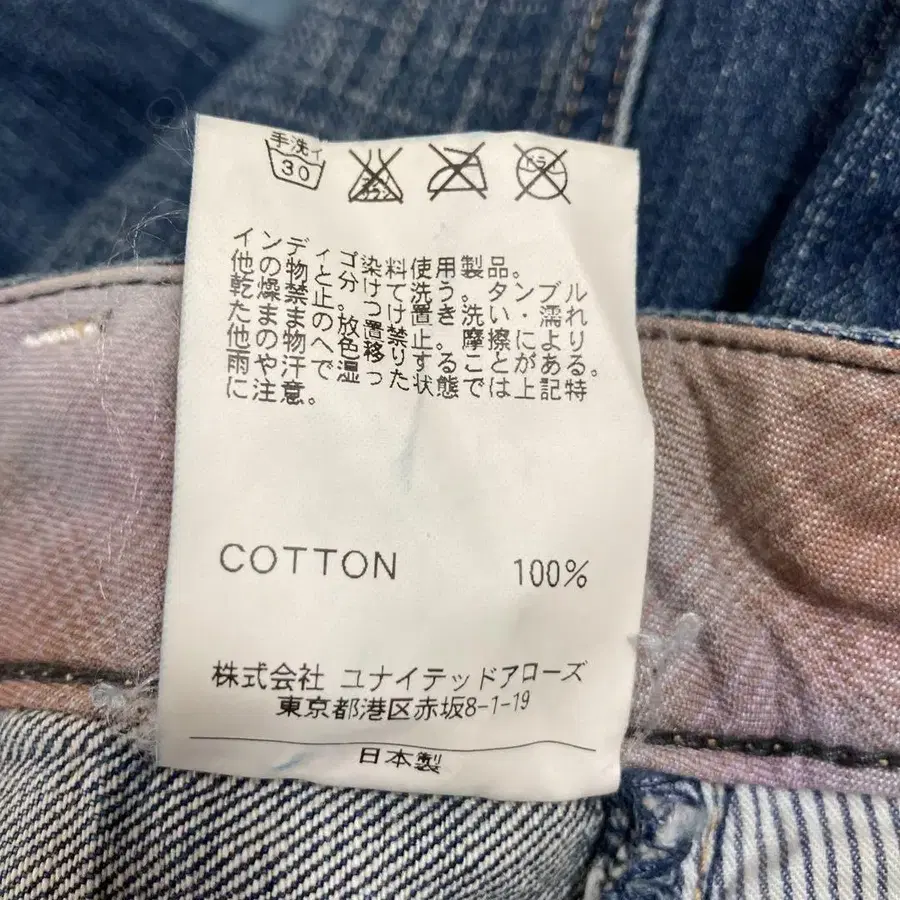 手洗イ
30
ドライ
インディゴ染料使用製品。
他の物と分けて洗う。タンブル
乾燥禁止。つけ置き洗い・濡れ
たままの放置禁止。摩擦により
他の物へ色移りすることがある。
雨や汗で湿った状態では上記特
に注意。
COTTON 100%
株式会社 ユナイテッドアローズ
東京都港区赤坂8-1-19
日本製